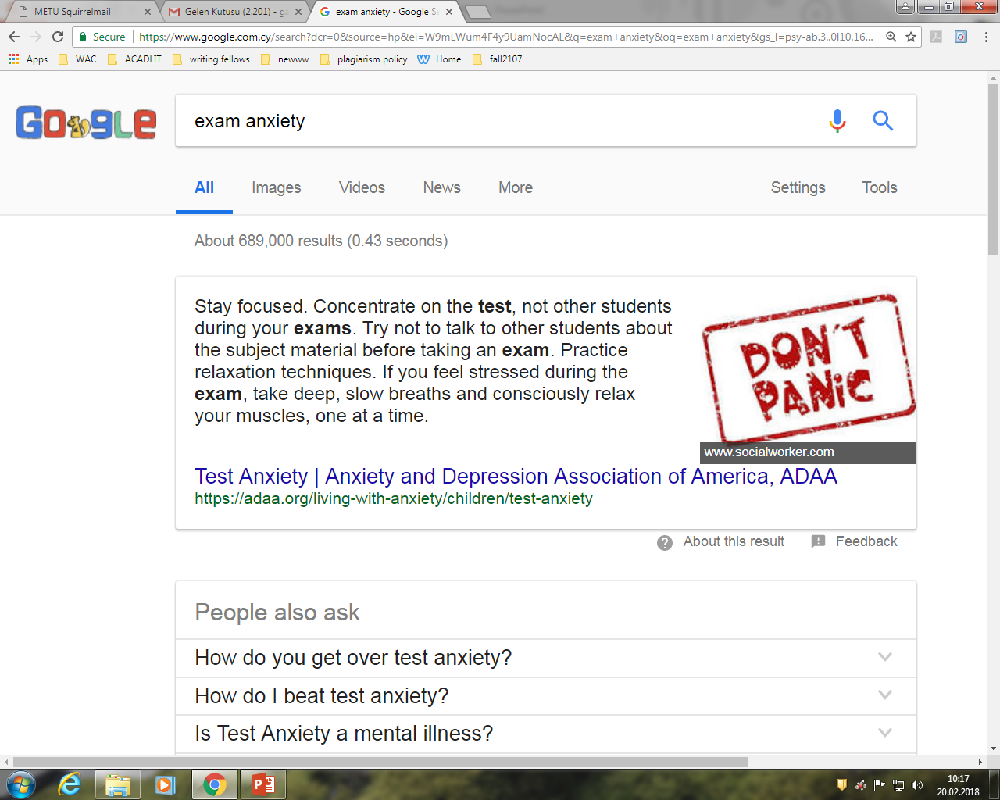 METU Squirrelmail
Gelen Kutusu (2.201) - ga
exam anxiety - Google Se
Secure
https://www.google.com.cy/search?dcr=0&source=hp&ei=W9mLWum4F4y9UamNocAL&q=exam+anxiety&oq=exam+anxiety&gs_l=psy-ab.3..0l10.16...
Apps
WAC
ACADLIT
writing fellows
newww
plagiarism policy
Home
fall2107
Google
exam anxiety
All
Images
Videos
News
More
Settings
Tools
About 689,000 results (0.43 seconds)
Stay focused. Concentrate on the test, not other students
during your exams. Try not to talk to other students about
the subject material before taking an exam. Practice
relaxation techniques. If you feel stressed during the
exam, take deep, slow breaths and consciously relax
your muscles, one at a time.
DON'T
PANiC
www.socialworker.com
Test Anxiety | Anxiety and Depression Association of America, ADAA
https://adaa.org/living-with-anxiety/children/test-anxiety
About this result
Feedback
People also ask
How do you get over test anxiety?
How do I beat test anxiety?
Is Test Anxiety a mental illness?
10:17
20.02.2018